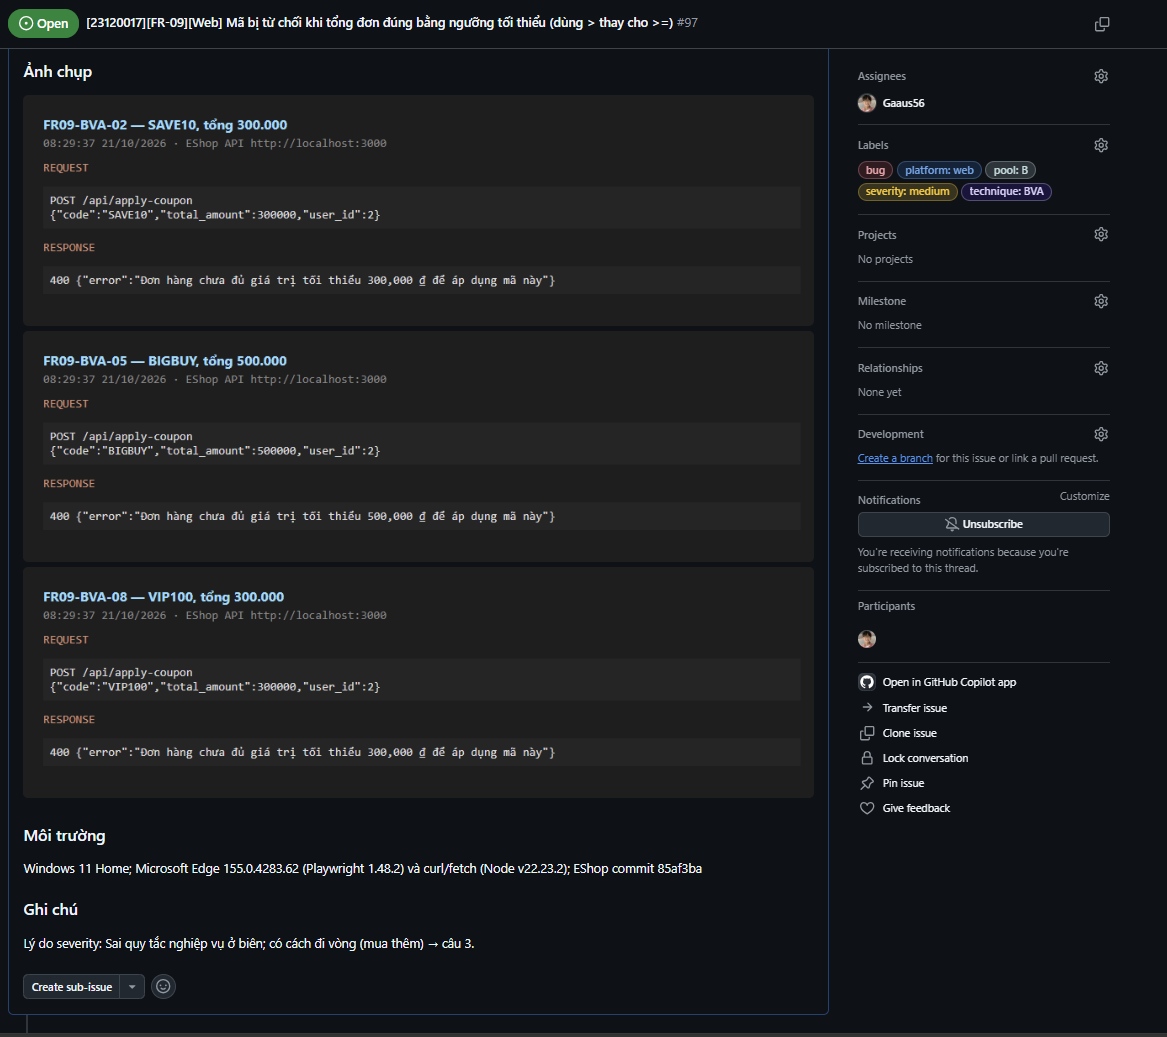 Open
[23120017][FR-09][Web] Mã bị từ chối khi tổng đơn đúng bằng ngưỡng tối thiểu (dùng > thay cho >=) #97
Ảnh chụp
FR09-BVA-02 — SAVE10, tổng 300.000
08:29:37 21/10/2026 · EShop API http://localhost:3000
REQUEST
POST /api/apply-coupon
{"code":"SAVE10","total_amount":300000,"user_id":2}
RESPONSE
400 {"error":"Đơn hàng chưa đủ giá trị tối thiểu 300,000 ₫ để áp dụng mã này"}
FR09-BVA-05 — BIGBUY, tổng 500.000
08:29:37 21/10/2026 · EShop API http://localhost:3000
REQUEST
POST /api/apply-coupon
{"code":"BIGBUY","total_amount":500000,"user_id":2}
RESPONSE
400 {"error":"Đơn hàng chưa đủ giá trị tối thiểu 500,000 ₫ để áp dụng mã này"}
FR09-BVA-08 — VIP100, tổng 300.000
08:29:37 21/10/2026 · EShop API http://localhost:3000
REQUEST
POST /api/apply-coupon
{"code":"VIP100","total_amount":300000,"user_id":2}
RESPONSE
400 {"error":"Đơn hàng chưa đủ giá trị tối thiểu 300,000 ₫ để áp dụng mã này"}
Môi trường
Windows 11 Home; Microsoft Edge 155.0.4283.62 (Playwright 1.48.2) và curl/fetch (Node v22.23.2); EShop commit 85af3ba
Ghi chú
Lý do severity: Sai quy tắc nghiệp vụ ở biên; có cách đi vòng (mua thêm) → câu 3.
Create sub-issue
Assignees
Gaaus56
Labels
bug platform: web pool: B
severity: medium technique: BVA
Projects
No projects
Milestone
No milestone
Relationships
None yet
Development
Create a branch for this issue or link a pull request.
Notifications Customize
Unsubscribe
You're receiving notifications because you're
subscribed to this thread.
Participants
Open in GitHub Copilot app
Transfer issue
Clone issue
Lock conversation
Pin issue
Give feedback